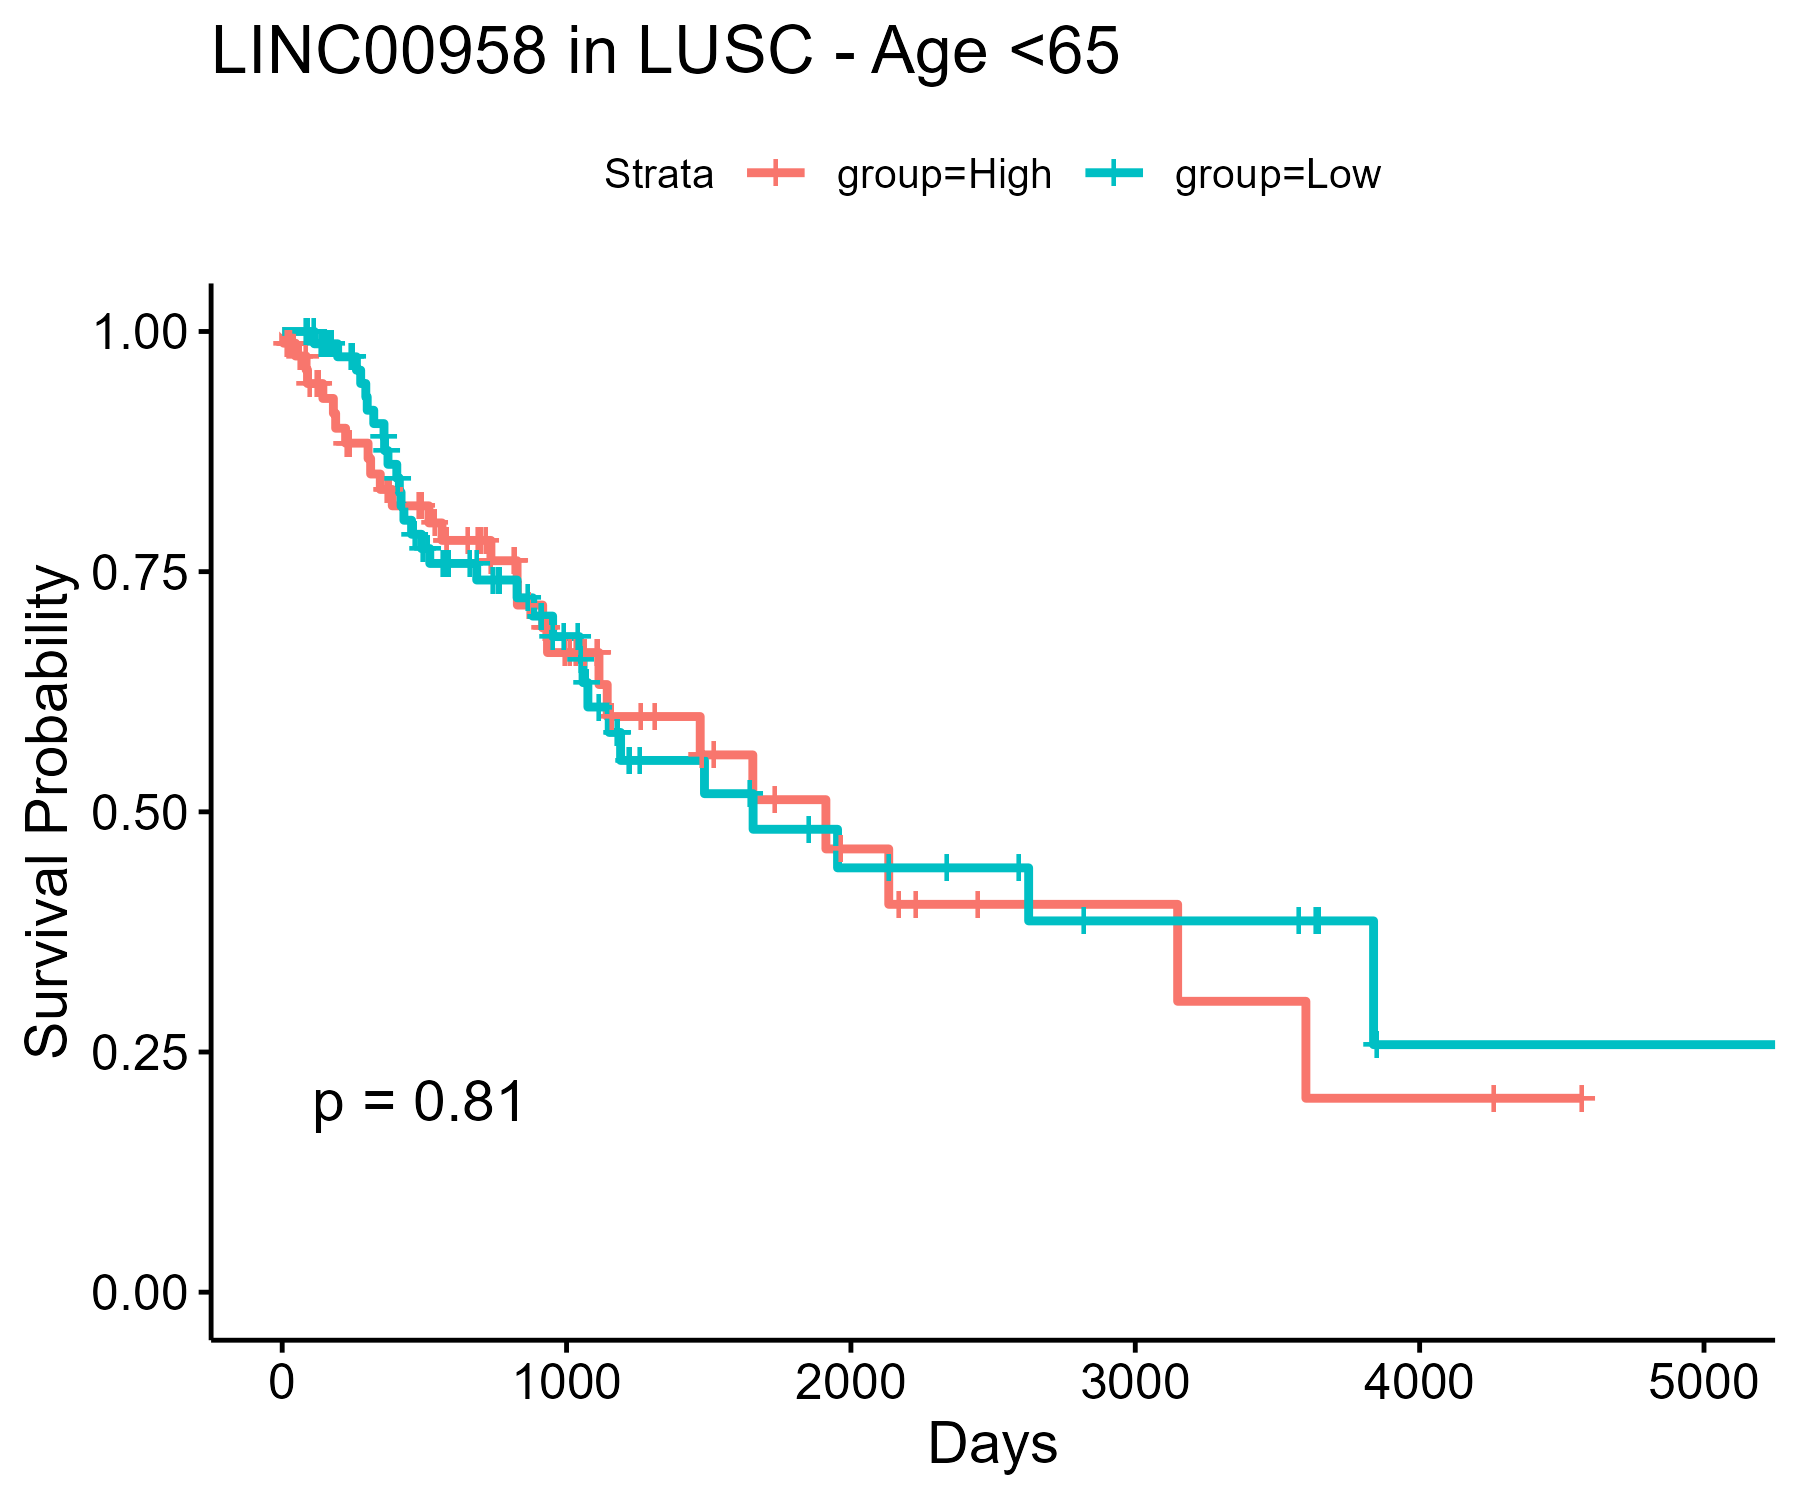 LINC00958 in LUSC - Age <65
Strata group=High group=Low
1.00
0.75
0.50
0.25
0.00
Survival Probability
p = 0.81
0 1000 2000 3000 4000 5000
Days